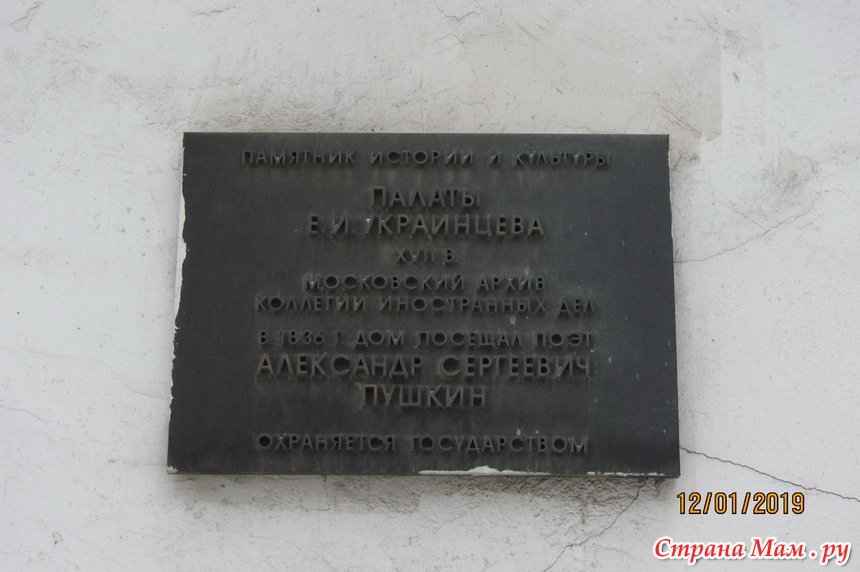 ПАМЯТНИК ИСТОРИИ И КУЛЬТУРЫ
ПАЛАТЫ
Е. И. УКРАИНЦЕВА
XVII В.
МОСКОВСКИЙ АРХИВ
КОЛЛЕГИИ ИНОСТРАННЫХ ДЕЛ
В 1836 Г. ДОМ ПОСЕЩАЛ ПОЭТ
АЛЕКСАНДР СЕРГЕЕВИЧ
ПУШКИН
ОХРАНЯЕТСЯ ГОСУДАРСТВОМ
12/01/2019
Страна Мам . ру